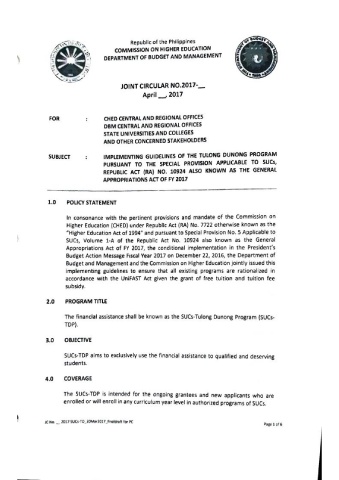 Republic of the Philippines
COMMISSION ON HIGHER EDUCATION
DEPARTMENT OF BUDGET AND MANAGEMENT
JOINT CIRCULAR NO.2017-__
April __, 2017
FOR : CHED CENTRAL AND REGIONAL OFFICES
DBM CENTRAL AND REGIONAL OFFICES
STATE UNIVERSITIES AND COLLEGES
AND OTHER CONCERNED STAKEHOLDERS
SUBJECT : IMPLEMENTING GUIDELINES OF THE TULONG DUNONG PROGRAM
PURSUANT TO THE SPECIAL PROVISION APPLICABLE TO SUCs,
REPUBLIC ACT (RA) NO. 10924 ALSO KNOWN AS THE GENERAL
APPROPRIATIONS ACT OF FY 2017
1.0 POLICY STATEMENT
In consonance with the pertinent provisions and mandate of the Commission on
Higher Education (CHED) under Republic Act (RA) No. 7722 otherwise known as the
"Higher Education Act of 1994" and pursuant to Special Provision No. 5 Applicable to
SUCs, Volume 1-A of the Republic Act No. 10924 also known as the General
Appropriations Act of FY 2017, the conditional implementation in the President's
Budget Action Message Fiscal Year 2017 on December 22, 2016, the Department of
Budget and Management and the Commission on Higher Education jointly issued this
implementing guidelines to ensure that all existing programs are rationalized in
accordance with the UniFAST Act given the grant of free tuition and tuition fee
subsidy.
2.0 PROGRAM TITLE
The financial assistance shall be known as the SUCs-Tulong Dunong Program (SUCs-
TDP).
3.0 OBJECTIVE
SUCs-TDP aims to exclusively use the financial assistance to qualified and deserving
students.
4.0 COVERAGE
The SUCs-TDP is intended for the ongoing grantees and new applicants who are
enrolled or will enroll in any curriculum year level in authorized programs of SUCs.
JC No. __ 2017 SUCs-TD_
Page 1 of 6